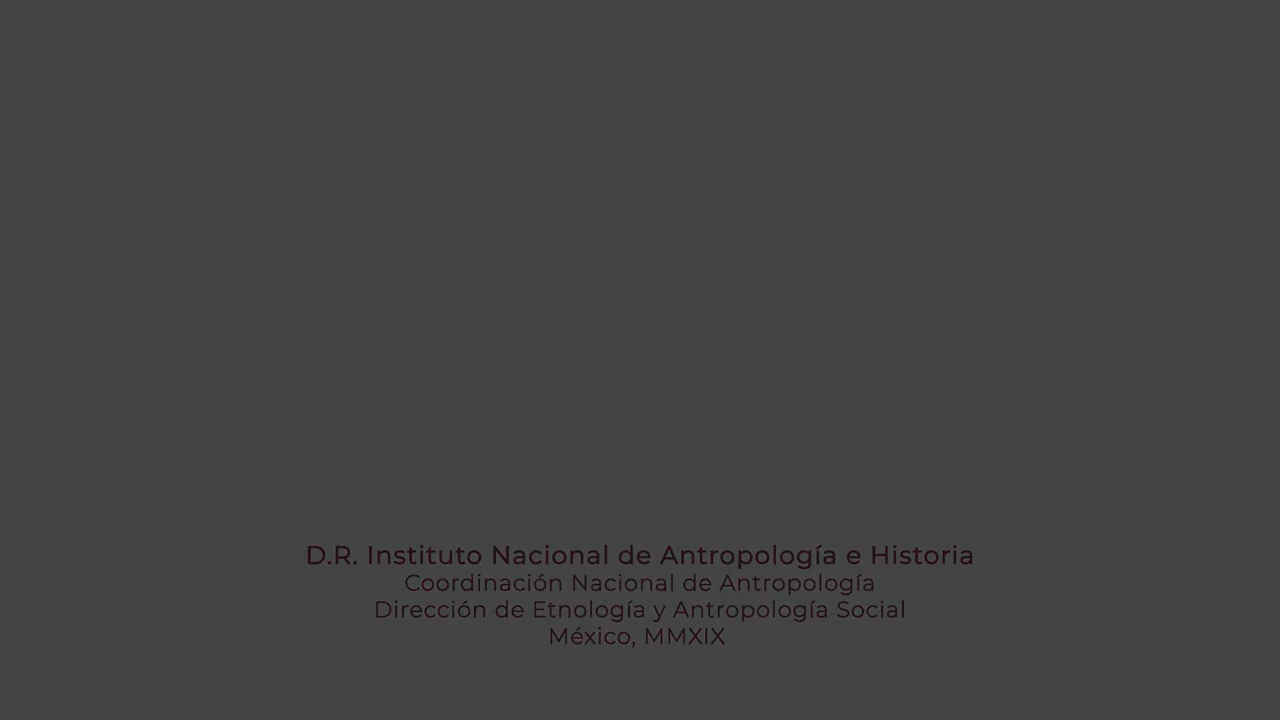 D.R. Instituto Nacional de Antropología e Historia
Coordinación Nacional de Antropología
Dirección de Etnología y Antropología Social
México, MMXIX